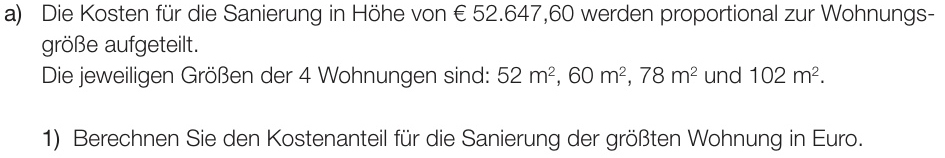 a) Die Kosten für die Sanierung in Höhe von € 52.647,60 werden proportional zur Wohnungs-
größe aufgeteilt.
Die jeweiligen Größen der 4 Wohnungen sind: 52 m², 60 m², 78 m² und 102 m².
1) Berechnen Sie den Kostenanteil für die Sanierung der größten Wohnung in Euro.